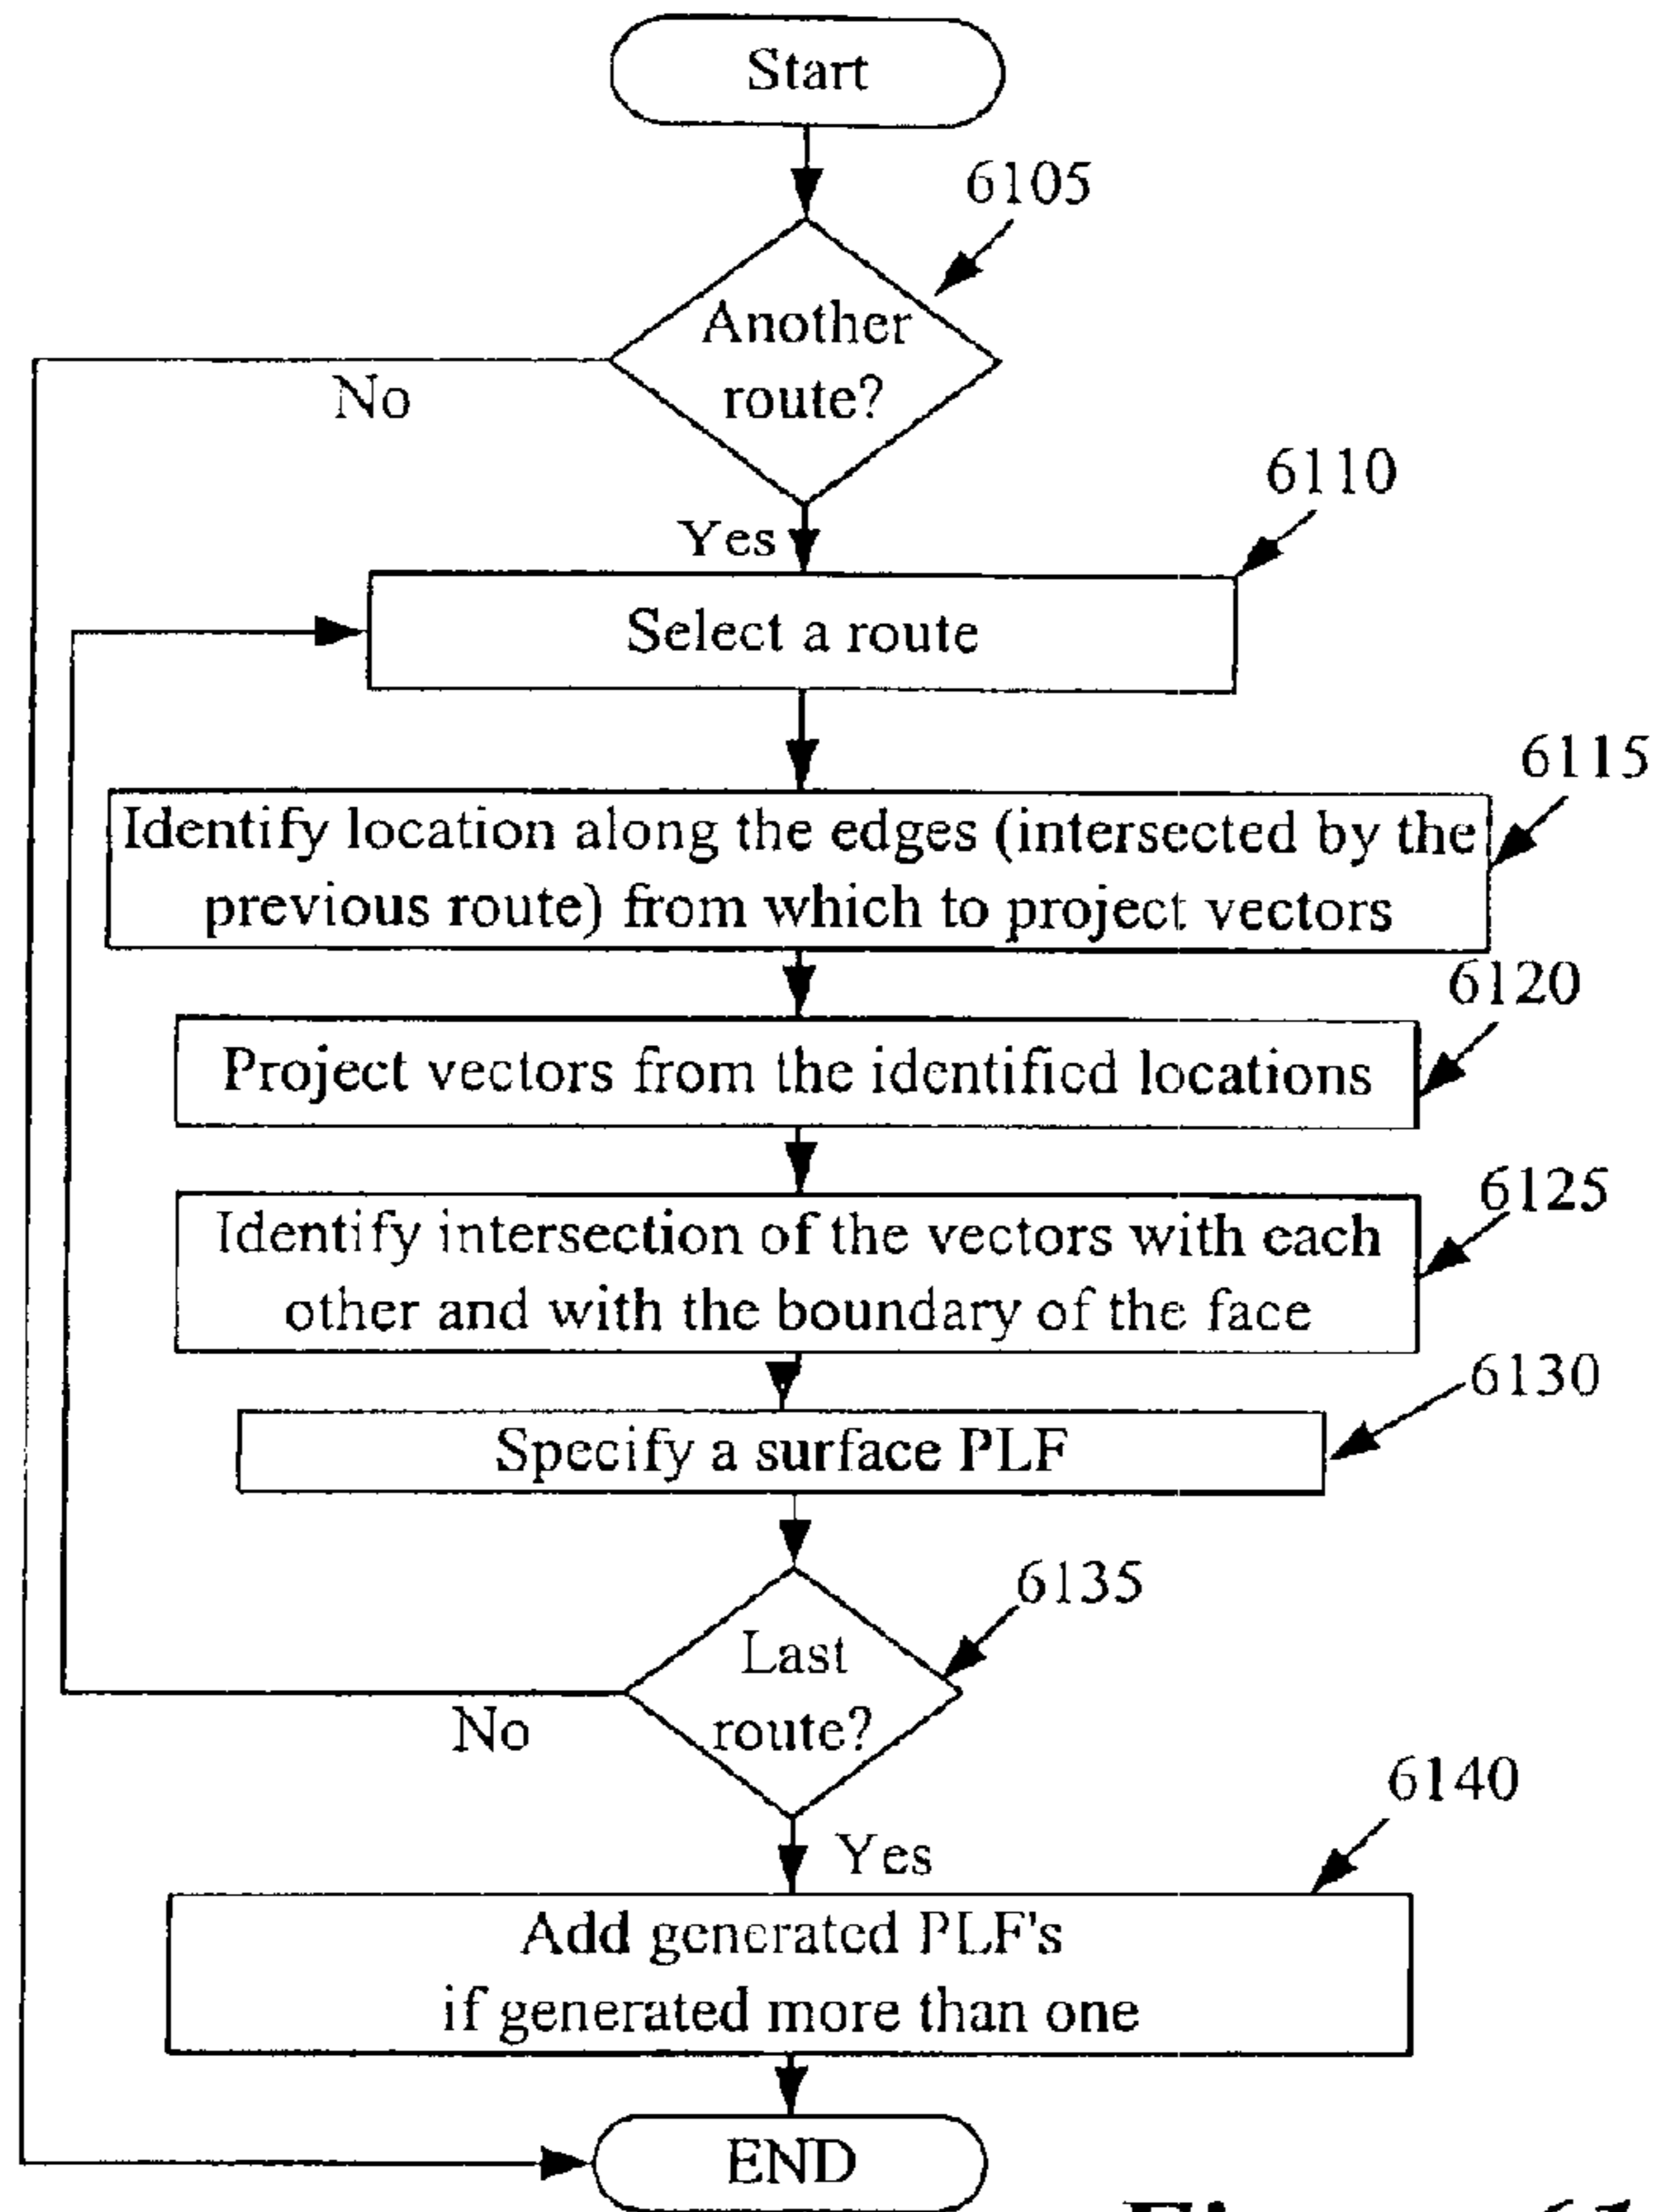 Start
6105
Another
route?
No
6110
Yes
Select a route
6115
Identify location along the edges (intersected by the
previous route) from which to project vectors
6120
Project vectors from the identified locations
6125
Identify intersection of the vectors with each
other and with the boundary of the face
6130
Specify a surface PLF
6135
Last
route?
No
6140
Yes
Add generated PLF's
if generated more than one
END